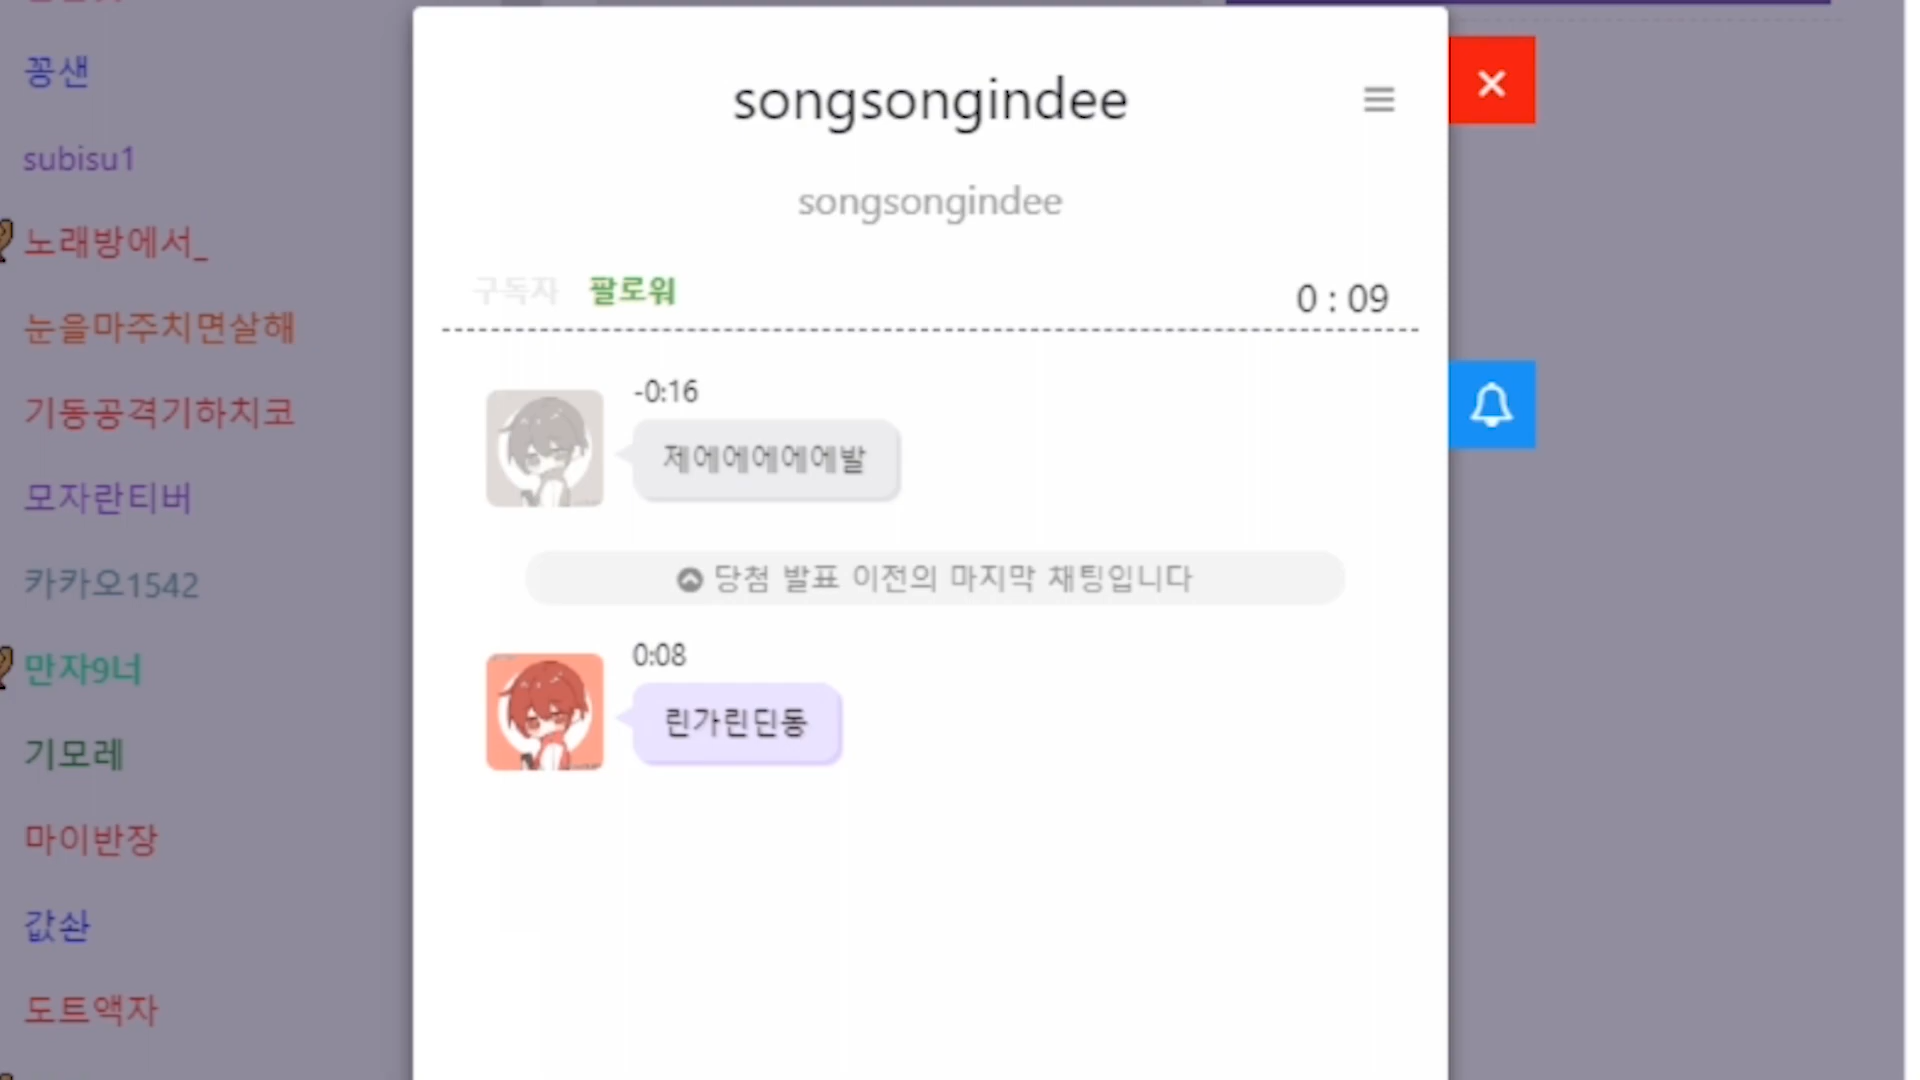 꽁샌
subisu1
노래방에서_
눈을마주치면살해
기동공격기하치코
모자란티버
카카오1542
만자9너
기모레
마이반장
값솬
도트액자
songsongindee
songsongindee
구독자 팔로워
0 : 09
-0:16
제에에에에에발
당첨 발표 이전의 마지막 채팅입니다
0:08
린가린딘동